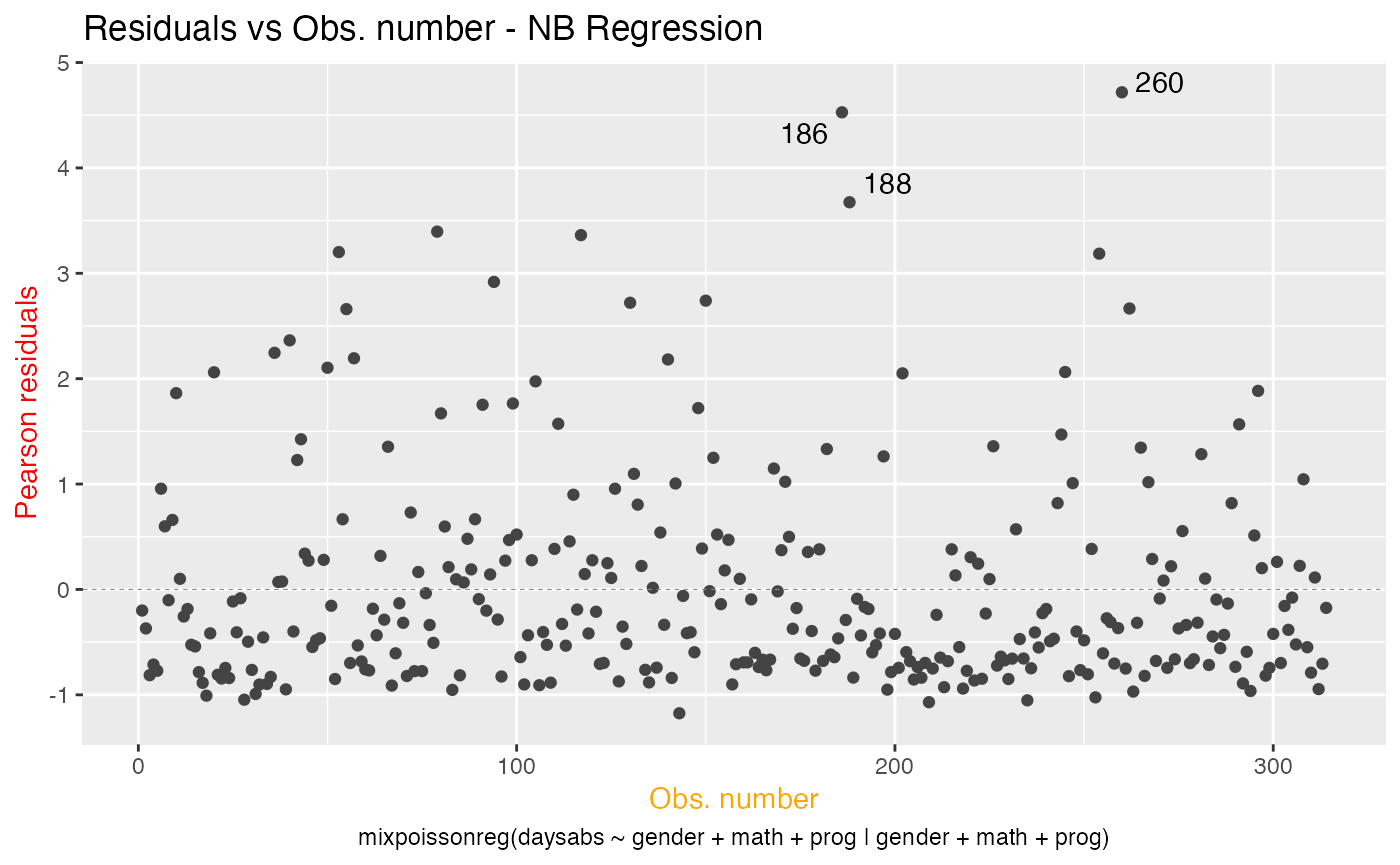 Residuals vs Obs. number - NB Regression
5
4
3
2
1
0
-1
260
186
188
Pearson residuals
0 100 200 300
Obs. number
mixpoissonreg(daysabs ~ gender + math + prog | gender + math + prog)